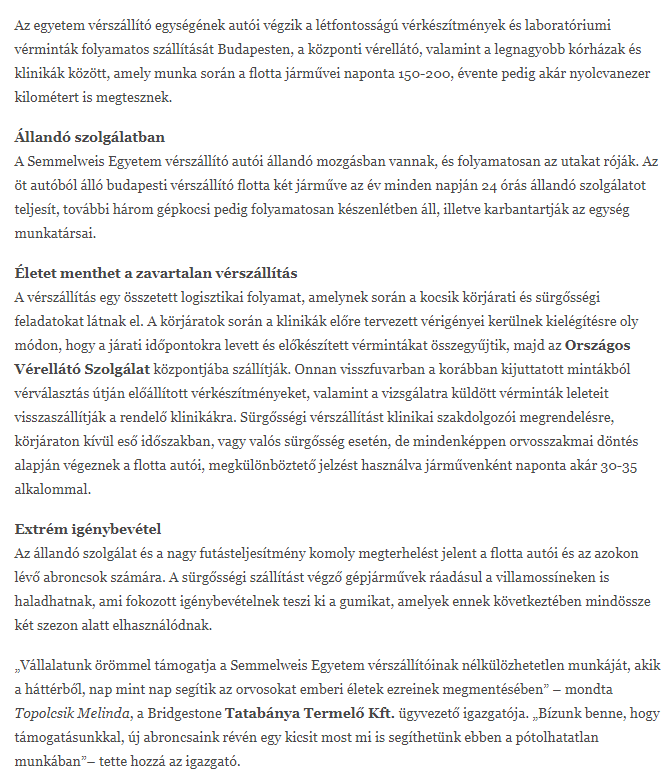 Az egyetem vérszállító egységének autói végzik a létfontosságú vérkészítmények és laboratóriumi
vérminták folyamatos szállítását Budapesten, a központi vérellátó, valamint a legnagyobb kórházak és
klinikák között, amely munka során a flotta járművei naponta 150-200, évente pedig akár nyolcvanezer
kilométert is megtesznek.
Állandó szolgálatban
A Semmelweis Egyetem vérszállító autói állandó mozgásban vannak, és folyamatosan az utakat róják. Az
öt autóból álló budapesti vérszállító flotta két járműve az év minden napján 24 órás állandó szolgálatot
teljesít, további három gépkocsi pedig folyamatosan készenlétben áll, illetve karbantartják az egység
munkatársai.
Életet menthet a zavartalan vérszállítás
A vérszállítás egy összetett logisztikai folyamat, amelynek során a kocsik körjárati és sürgősségi
feladatokat látnak el. A körjáratok során a klinikák előre tervezett vérigényei kerülnek kielégítésre oly
módon, hogy a járati időpontokra levett és előkészített vérmintákat összegyűjtik, majd az Országos
Vérellátó Szolgálat központjába szállítják. Onnan visszfuvarban a korábban kijuttatott mintákból
vérválasztás útján előállított vérkészítményeket, valamint a vizsgálatra küldött vérminták leleteit
visszaszállítják a rendelő klinikákra. Sürgősségi vérszállítást klinikai szakdolgozói megrendelésre,
körjáraton kívül eső időszakban, vagy valós sürgősség esetén, de mindenképpen orvosszakmai döntés
alapján végeznek a flotta autói, megkülönböztető jelzést használva járművenként naponta akár 30-35
alkalommal.
Extrém igénybevétel
Az állandó szolgálat és a nagy futásteljesítmény komoly megterhelést jelent a flotta autói és az azokon
lévő abroncsok számára. A sürgősségi szállítást végző gépjárművek ráadásul a villamossíneken is
haladhatnak, ami fokozott igénybevételnek teszi ki a gumikat, amelyek ennek következtében mindössze
két szezon alatt elhasználódnak.
„Vállalatunk örömmel támogatja a Semmelweis Egyetem vérszállítóinak nélkülözhetetlen munkáját, akik
a háttérből, nap mint nap segítik az orvosokat emberi életek ezreinek megmentésében” – mondta
Topolcsik Melinda, a Bridgestone Tatabánya Termelő Kft. ügyvezető igazgatója. „Bízunk benne, hogy
támogatásunkkal, új abroncsaink révén egy kicsit most mi is segíthetünk ebben a pótolhatatlan
munkában”– tette hozzá az igazgató.